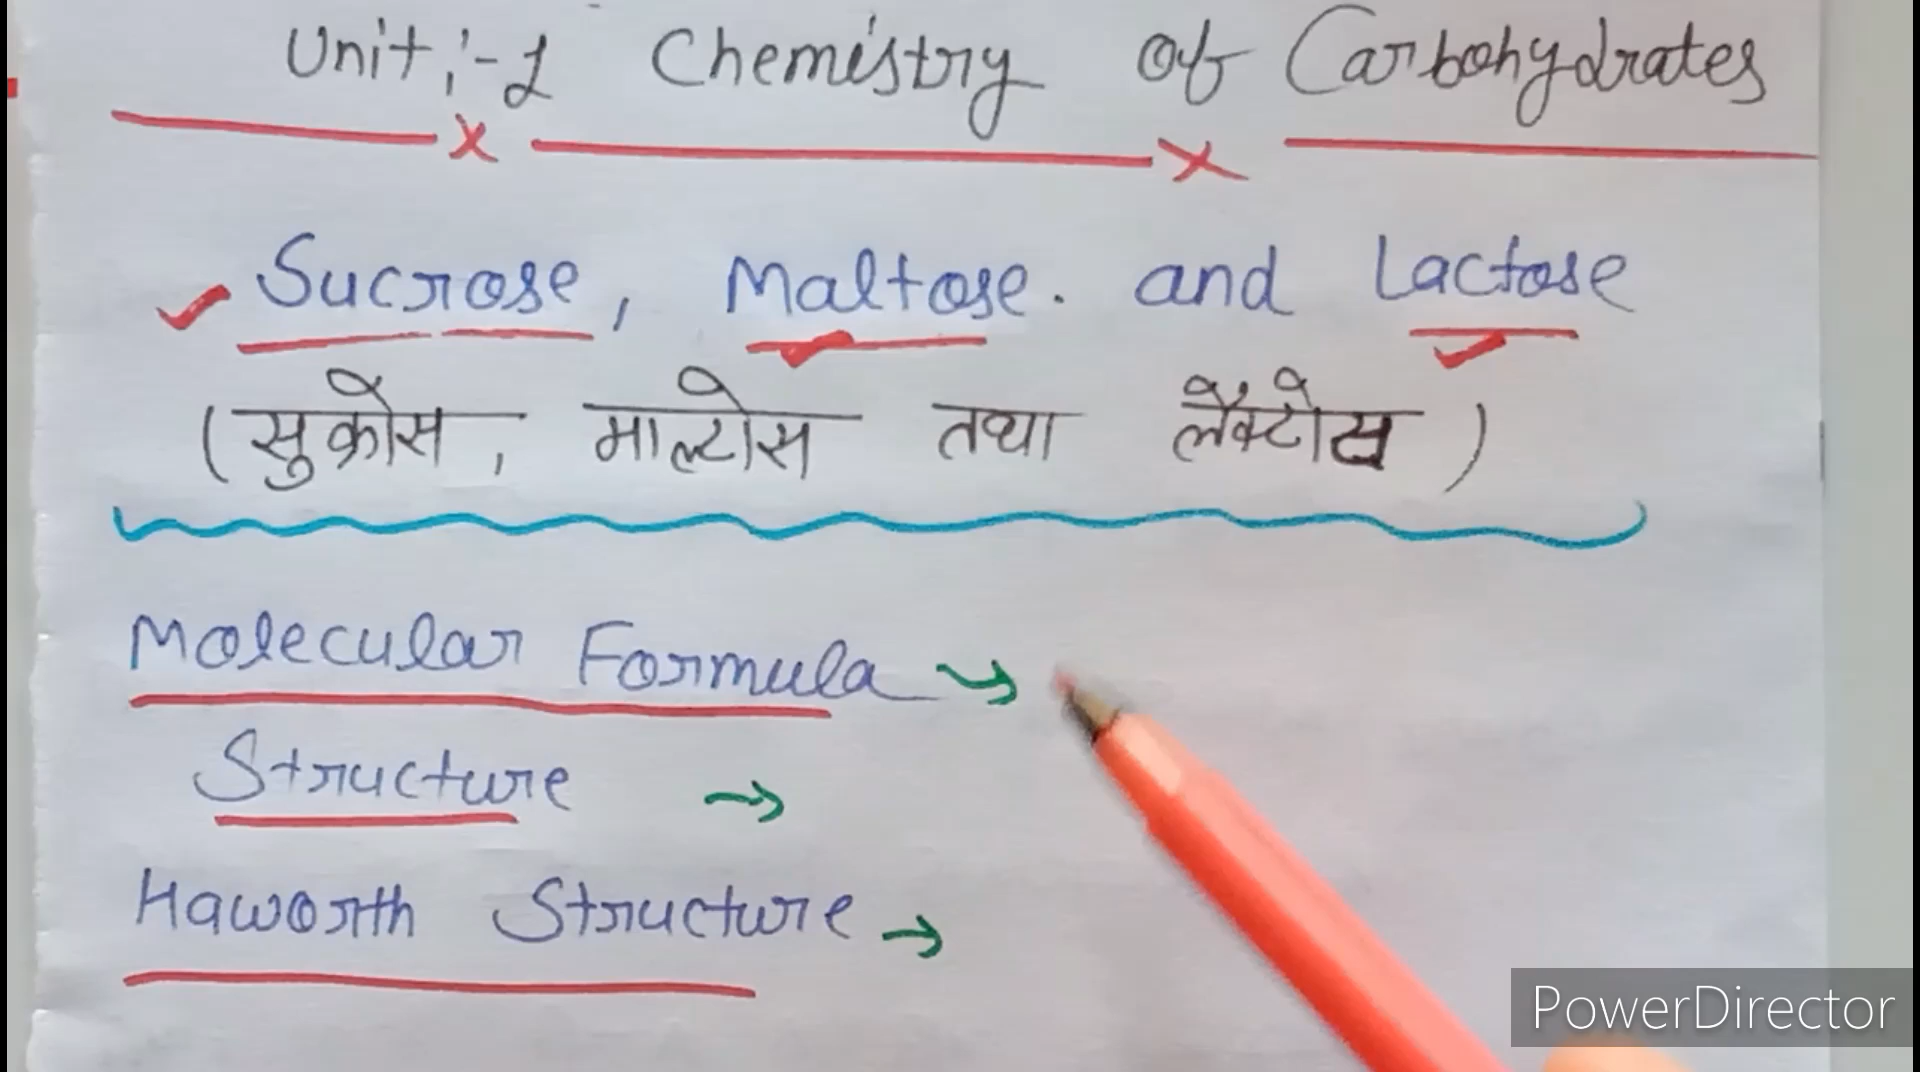 Unit:-1 Chemistry of Carbohydrates
Sucrose, Maltose. and Lactose
(सुक्रोस, माल्टोस तथा लैक्टोस)
Molecular Formula →
Structure →
Haworth Structure →
PowerDirector